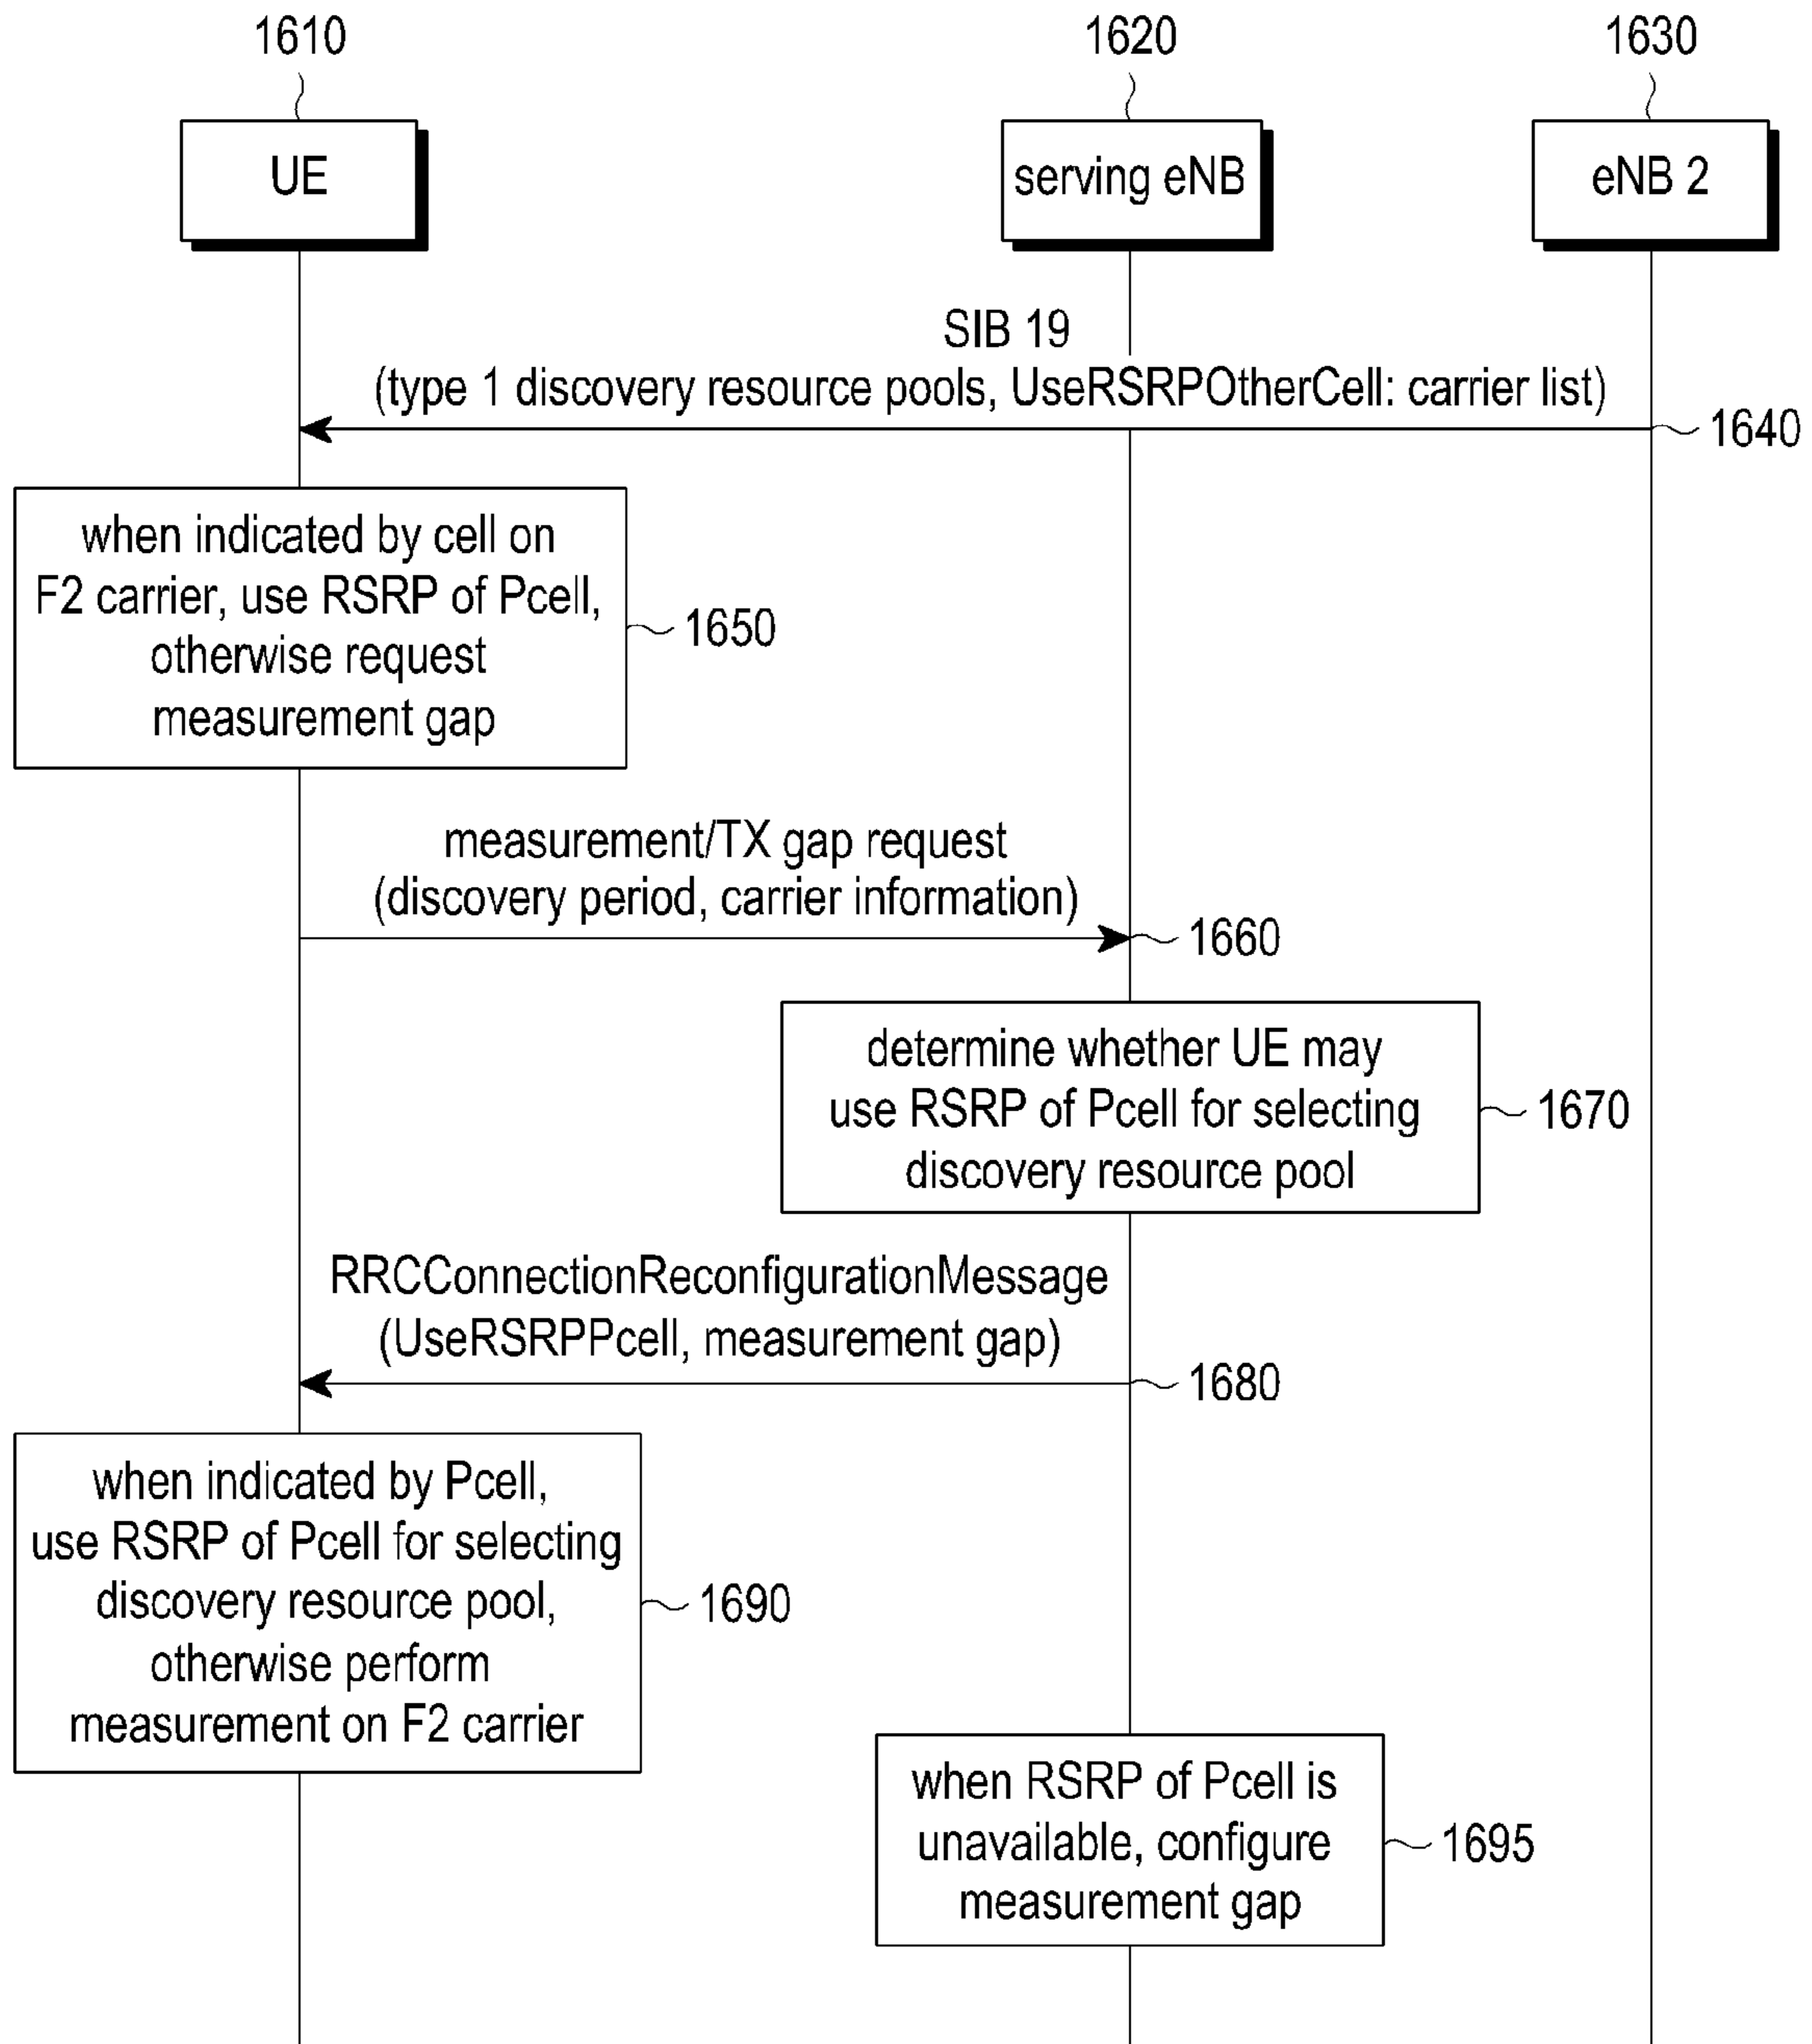 1610
1620
1630
UE
serving eNB
eNB 2
SIB 19
(type 1 discovery resource pools, UseRSRPOtherCell: carrier list)
1640
when indicated by cell on
F2 carrier, use RSRP of Pcell,
otherwise request
measurement gap
1650
measurement/TX gap request
(discovery period, carrier information)
1660
determine whether UE may
use RSRP of Pcell for selecting
discovery resource pool
1670
RRCConnectionReconfigurationMessage
(UseRSRPPcell, measurement gap)
1680
when indicated by Pcell,
use RSRP of Pcell for selecting
discovery resource pool,
otherwise perform
measurement on F2 carrier
1690
when RSRP of Pcell is
unavailable, configure
measurement gap
1695